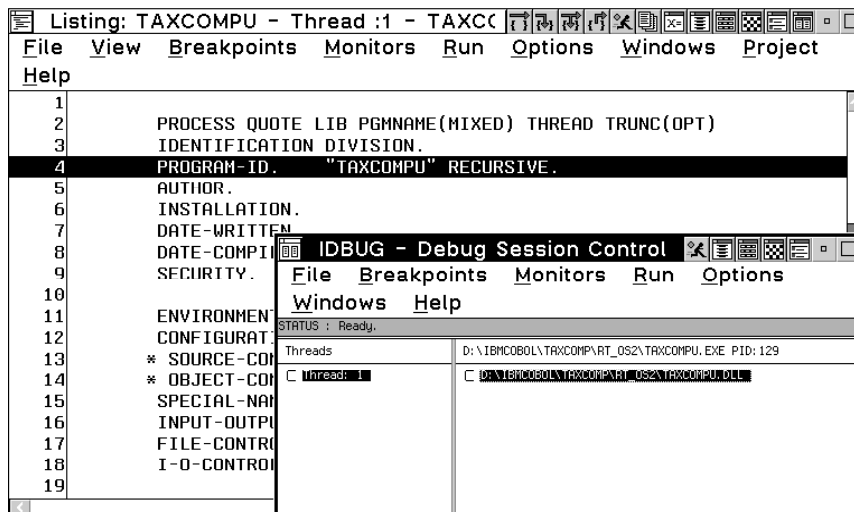 Listing: TAXCOMPU - Thread :1 - TAXC
File View Breakpoints Monitors Run Options Windows Project
Help
1
2 PROCESS QUOTE LIB PGMNAME(MIXED) THREAD TRUNC(OPT)
3 IDENTIFICATION DIVISION.
4 PROGRAM-ID. "TAXCOMPU" RECURSIVE.
5 AUTHOR.
6 INSTALLATION.
7 DATE-WRITTEN
8 DATE-COMPI
9 SECURITY.
10
11 ENVIRONMEN
12 CONFIGURAT
13 * SOURCE-CO
14 * OBJECT-CO
15 SPECIAL-NA
16 INPUT-OUTP
17 FILE-CONTR
18 I-O-CONTRO
19
IDBUG - Debug Session Control
File Breakpoints Monitors Run Options
Windows Help
STATUS : Ready.
Threads
D:\IBMCOBOL\TAXCOMP\RT_OS2\TAXCOMPU.EXE PID:129
Thread: 1
D:\IBMCOBOL\TAXCOMP\RT_OS2\TAXCOMPU.DLL